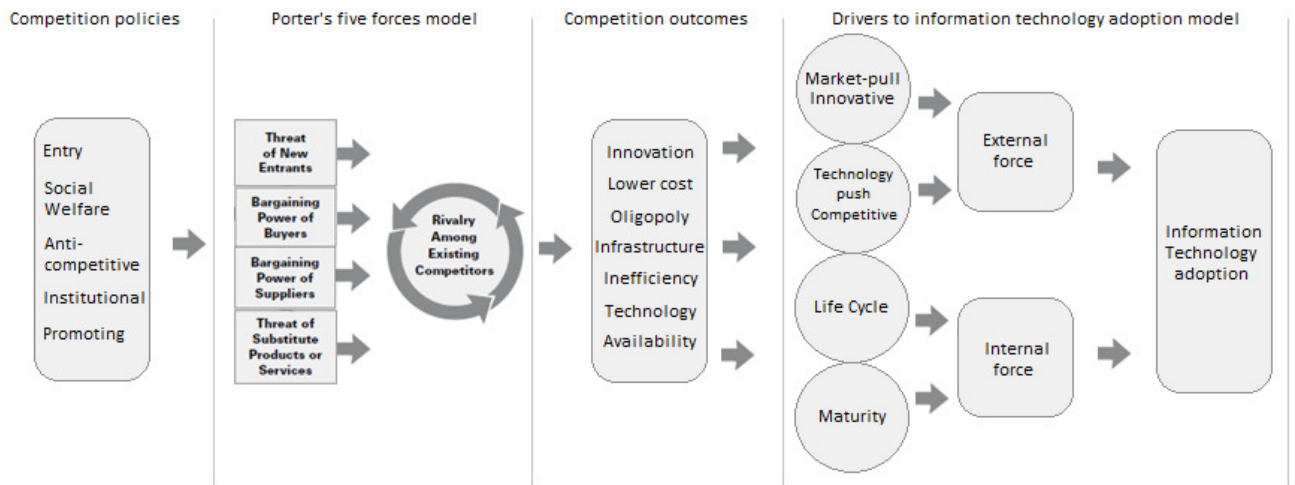 Competition policies
Porter's five forces model
Competition outcomes
Drivers to information technology adoption model
Entry
Social
Welfare
Anti-
competitive
Institutional
Promoting
Threat
of New
Entrants
Bargaining
Power of
Buyers
Bargaining
Power of
Suppliers
Threat of
Substitute
Products or
Services
Rivalry
Among
Existing
Competitors
Innovation
Lower cost
Oligopoly
Infrastructure
Inefficiency
Technology
Availability
Market-pull
Innovative
Technology
push
Competitive
Life Cycle
Maturity
External
force
Internal
force
Information
Technology
adoption